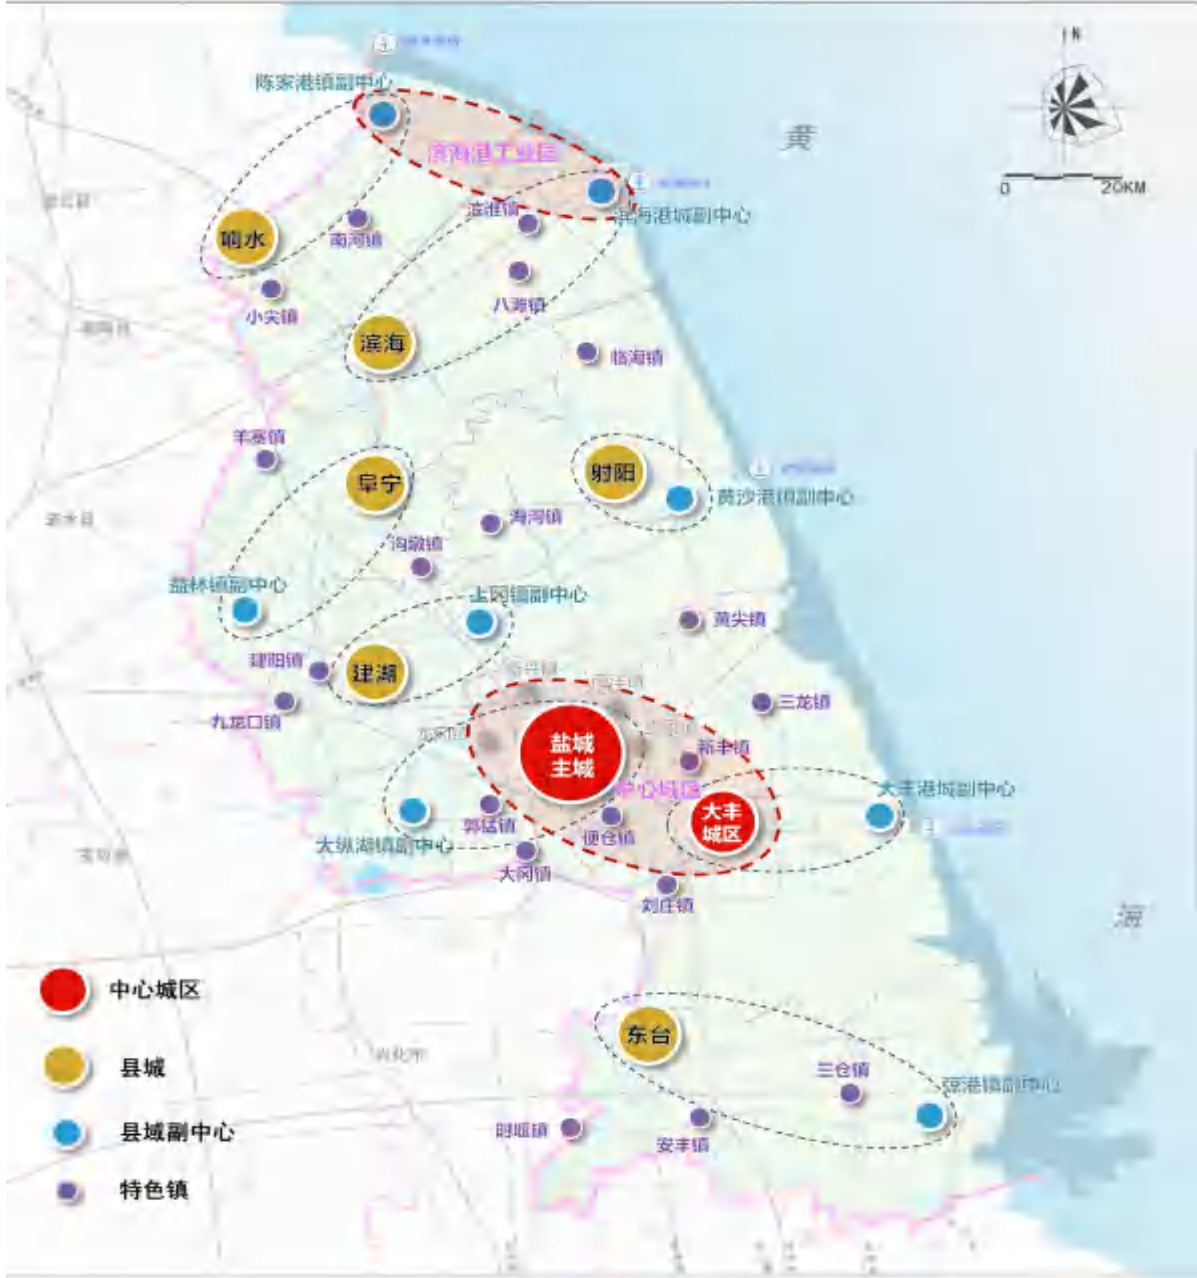 N
陈家港镇副中心
黄
滨海港工业园
0 20KM
滨淮镇
滨海港城副中心
响水
南河镇
八滩镇
小尖镇
滨海
临海镇
羊寨镇
阜宁
射阳
黄沙港镇副中心
海河镇
沟墩镇
益林镇副中心
上冈镇副中心
黄尖镇
建阳镇
建湖
九龙口镇
三龙镇
盐城
主城
新丰镇
中心城区
大丰港城副中心
大丰
城区
郭猛镇
便仓镇
大纵湖镇副中心
大冈镇
刘庄镇
海
中心城区
东台
兴化市
县城
三仓镇
弶港镇副中心
县域副中心
时堰镇
安丰镇
特色镇